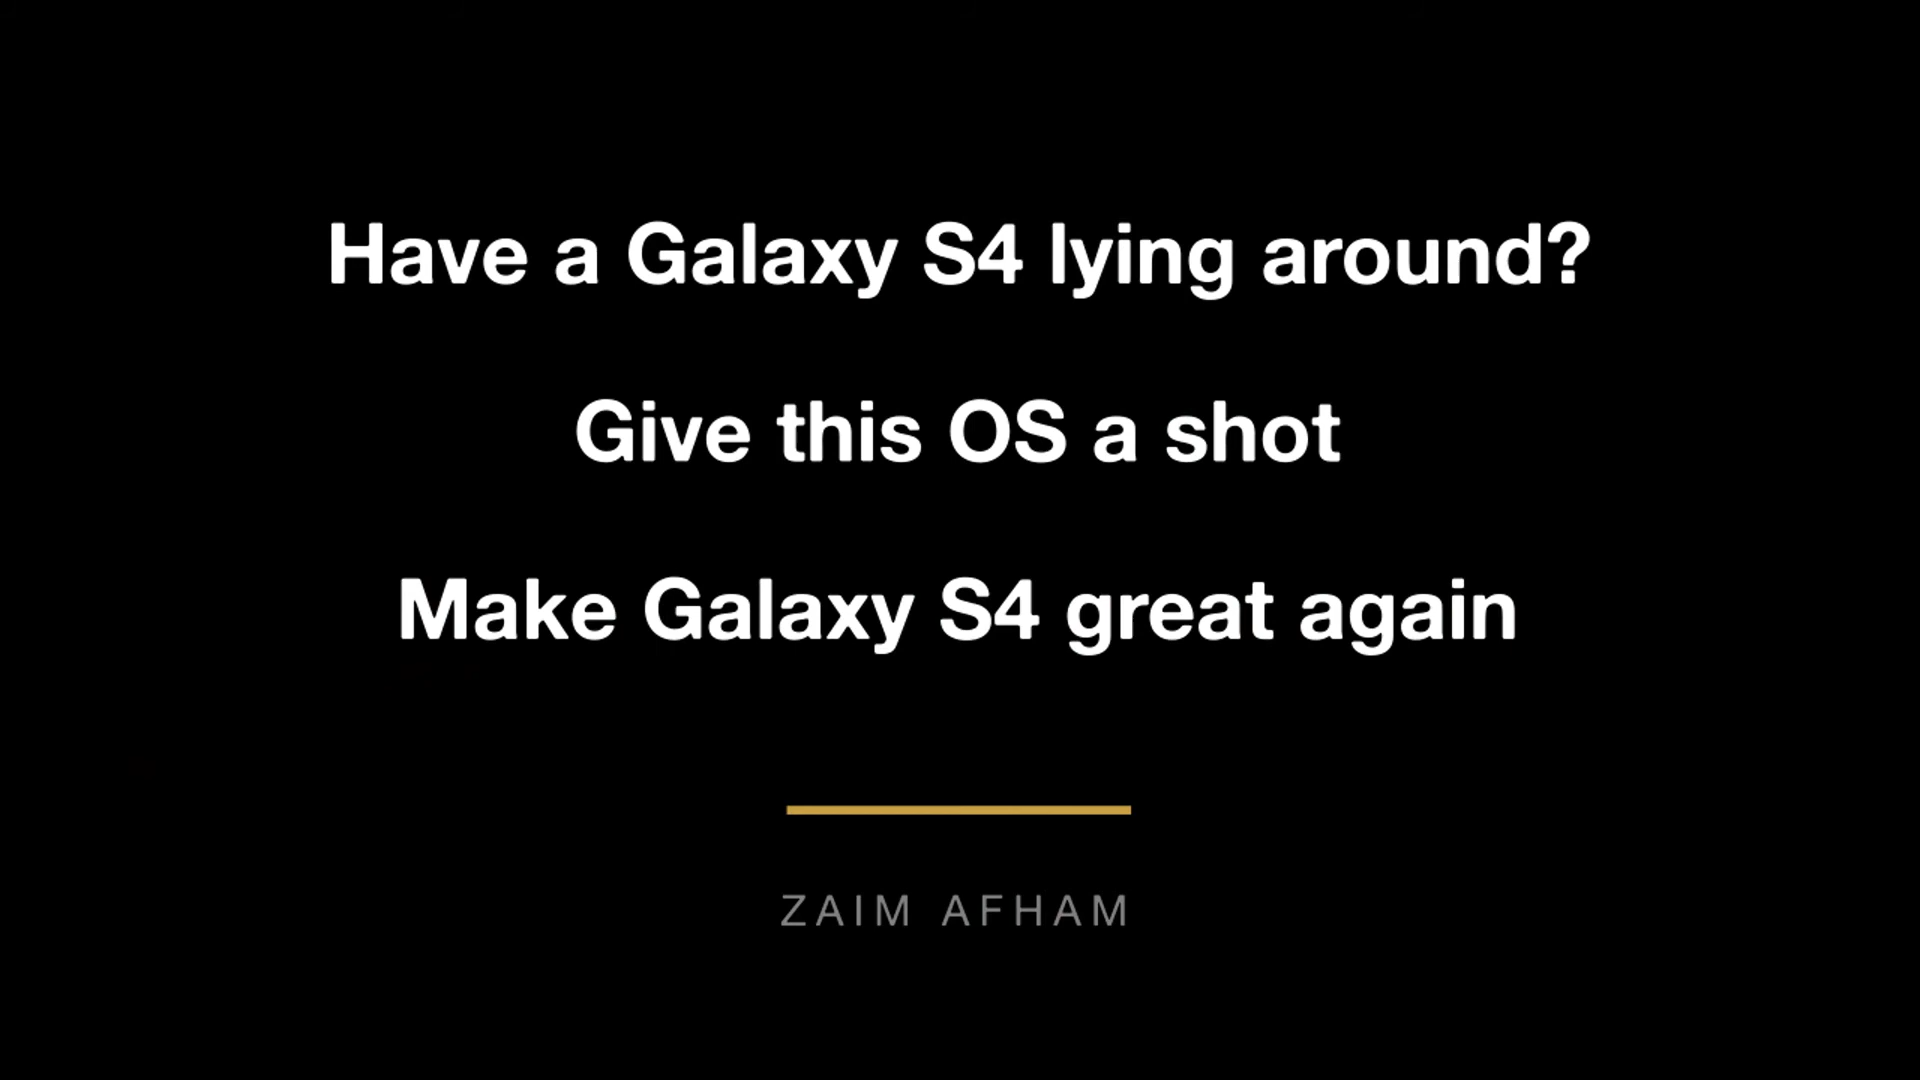 Have a Galaxy S4 lying around?
Give this OS a shot
Make Galaxy S4 great again
ZAIM AFHAM